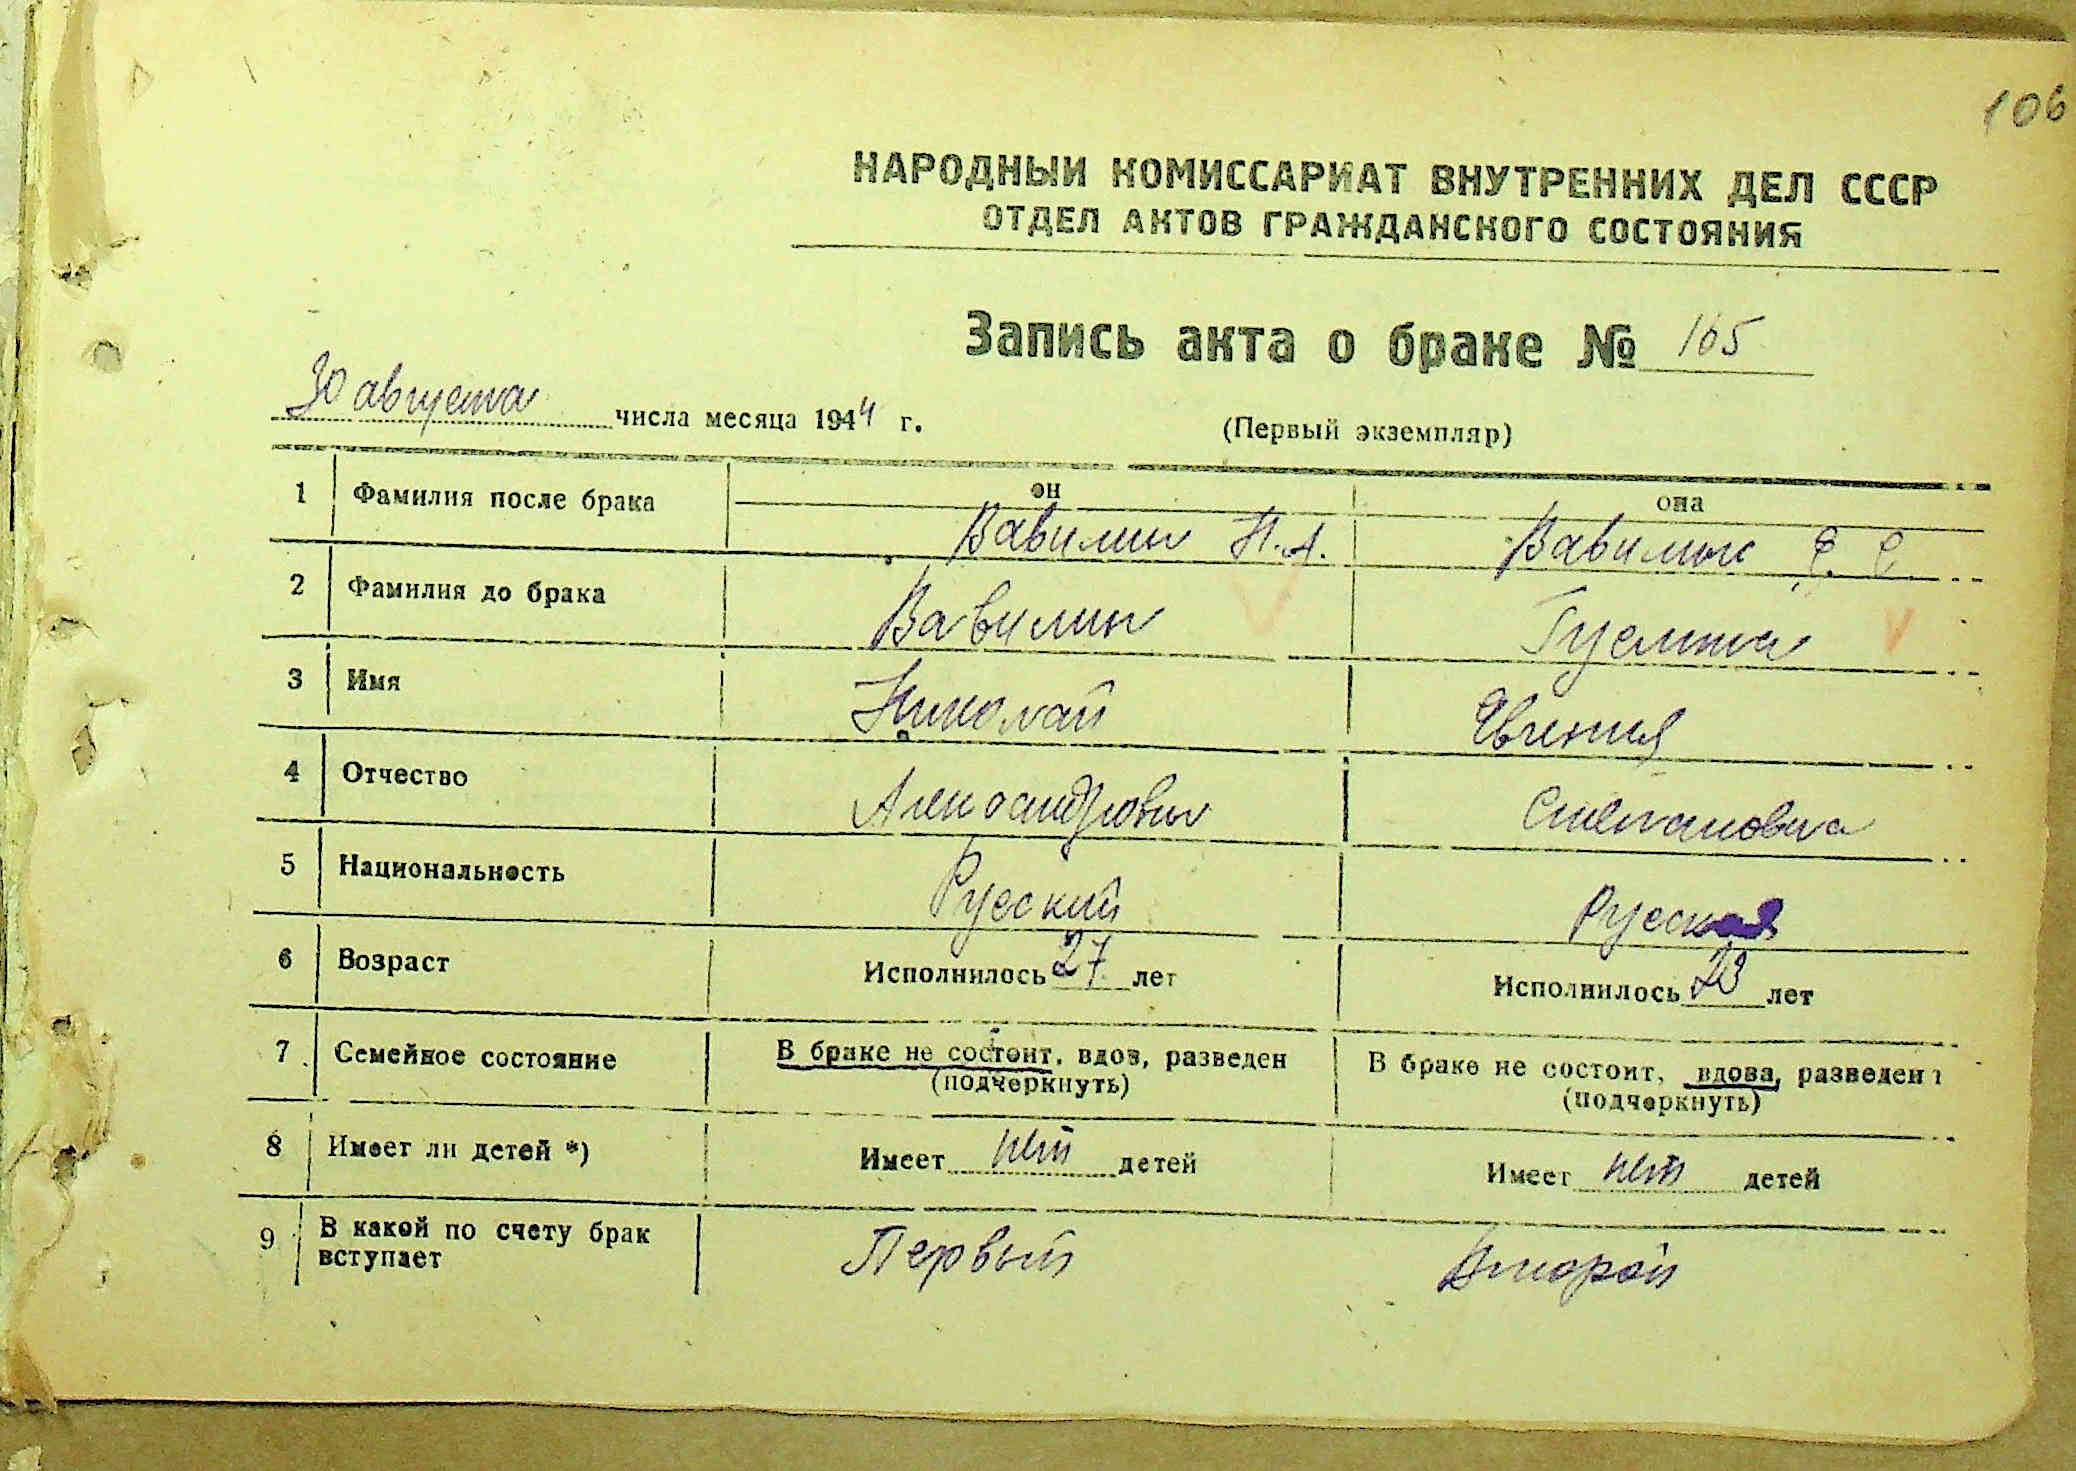 106
НАРОДНЫЙ КОМИССАРИАТ ВНУТРЕННИХ ДЕЛ СССР
ОТДЕЛ АКТОВ ГРАЖДАНСКОГО СОСТОЯНИЯ
Запись акта о браке № 165
30 августа числа месяца 1944 г.
(Первый экземпляр)
он она
1 Фамилия после брака Вавилин Н.А. Вавилин Е. С.
2 Фамилия до брака Вавилин
3 Имя Николай Евгения
4 Отчество Александрович Степановна
5 Национальность Русский Русская
6 Возраст Исполнилось 27 лет Исполнилось 23 лет
7 Семейное состояние В браке не состоит, вдов, разведен В браке не состоит, вдова, разведена
(подчеркнуть) (подчеркнуть)
8 Имеет ли детей *) Имеет нет детей Имеет нет детей
9 В какой по счету брак вступает Первый Второй